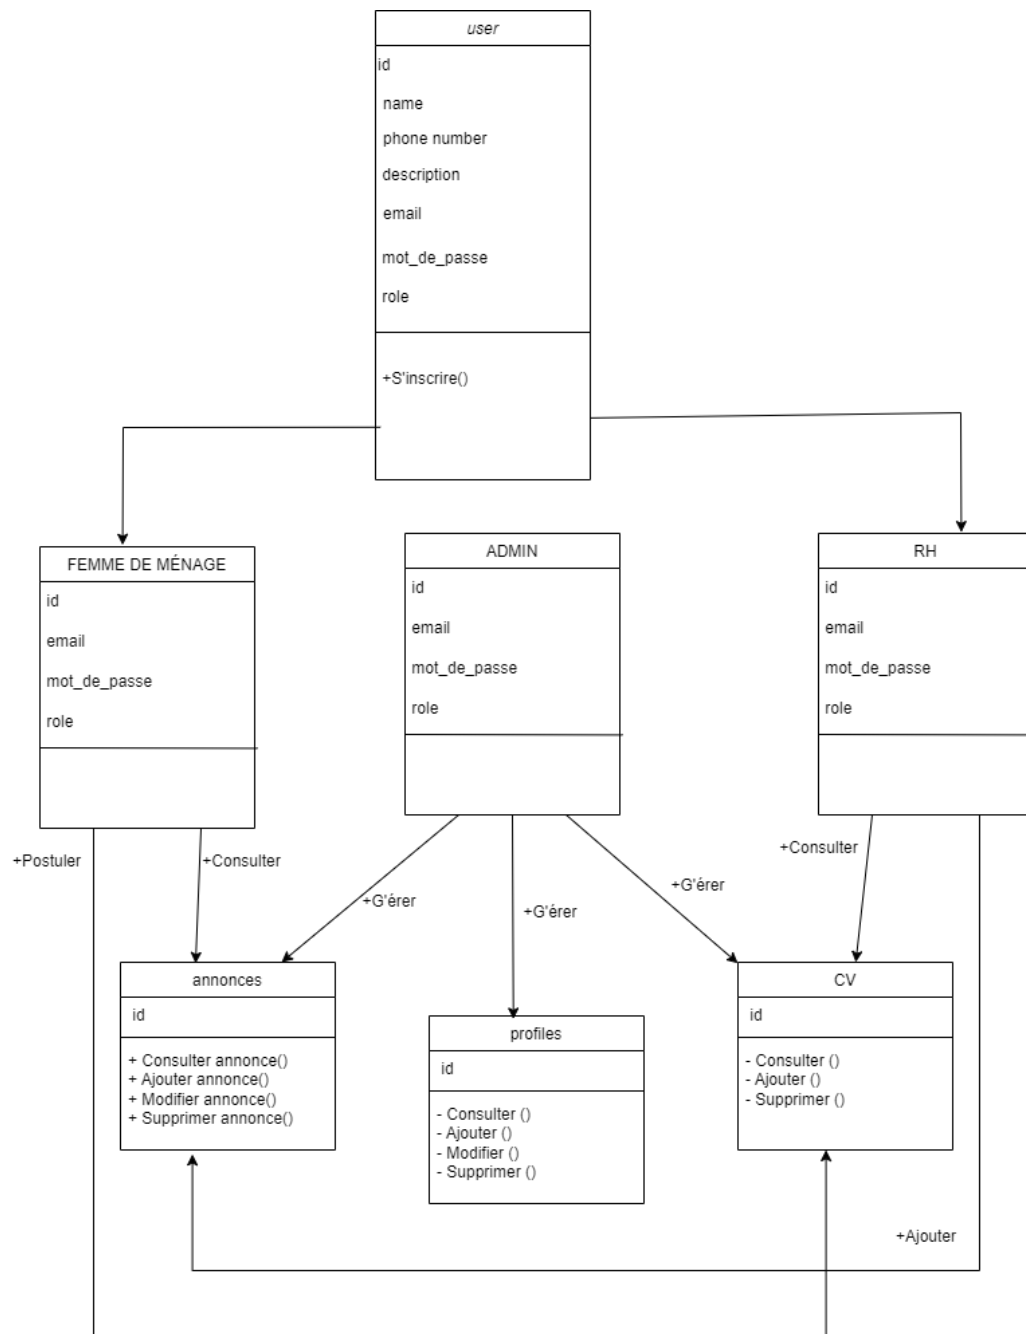 user
id
name
phone number
description
email
mot_de_passe
role
+S'inscrire()
FEMME DE MÉNAGE
id
email
mot_de_passe
role
ADMIN
id
email
mot_de_passe
role
RH
id
email
mot_de_passe
role
+Postuler
+Consulter
+G'érer
+G'érer
+G'érer
+Consulter
annonces
id
+ Consulter annonce()
+ Ajouter annonce()
+ Modifier annonce()
+ Supprimer annonce()
profiles
id
- Consulter ()
- Ajouter ()
- Modifier ()
- Supprimer ()
CV
id
- Consulter ()
- Ajouter ()
- Supprimer ()
+Ajouter